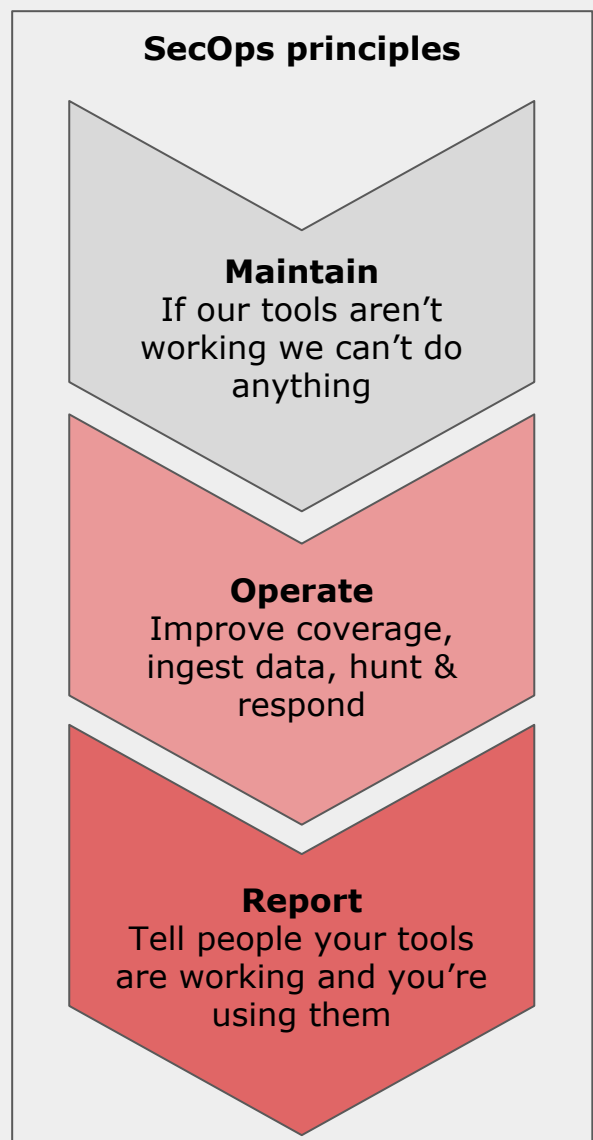 SecOps principles
Maintain
If our tools aren’t
working we can’t do
anything
Operate
Improve coverage,
ingest data, hunt &
respond
Report
Tell people your tools
are working and you’re
using them